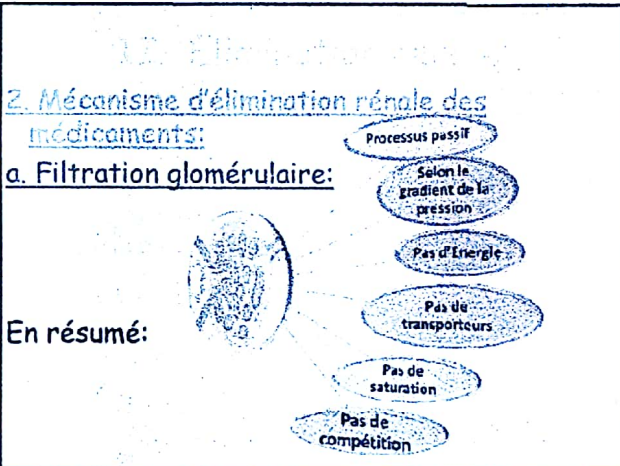 2. Mécanisme d'élimination rénale des
médicaments:
a. Filtration glomérulaire:
Processus passif
Selon le
gradient de la
pression
Pas d'Energie
Pas de
transporteurs
En résumé:
Pas de
saturation
Pas de
compétition